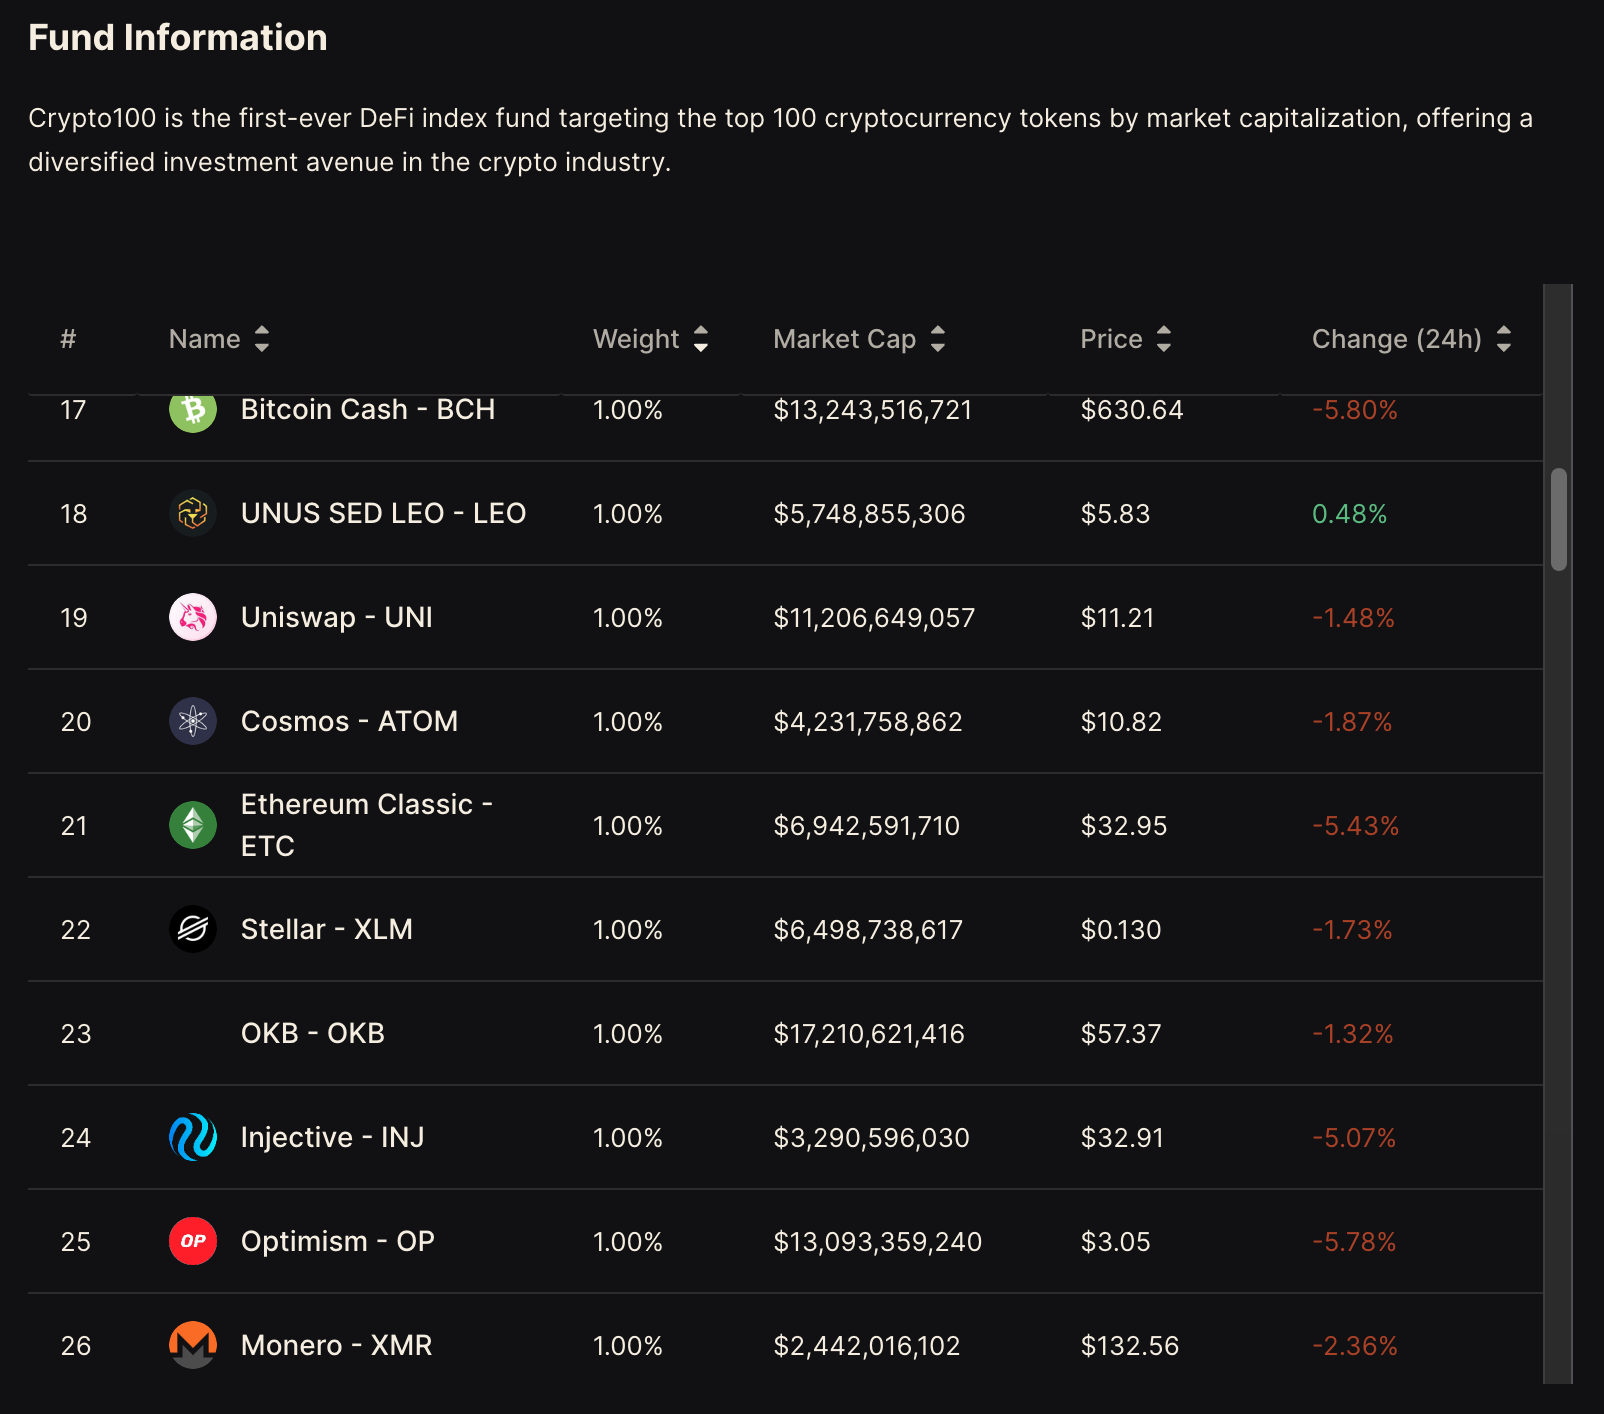 Fund Information
Crypto100 is the first-ever DeFi index fund targeting the top 100 cryptocurrency tokens by market capitalization, offering a
diversified investment avenue in the crypto industry.
# Name Weight Market Cap Price Change (24h)
17 Bitcoin Cash - BCH 1.00% $13,243,516,721 $630.64 -5.80%
18 UNUS SED LEO - LEO 1.00% $5,748,855,306 $5.83 0.48%
19 Uniswap - UNI 1.00% $11,206,649,057 $11.21 -1.48%
20 Cosmos - ATOM 1.00% $4,231,758,862 $10.82 -1.87%
21 Ethereum Classic -
ETC 1.00% $6,942,591,710 $32.95 -5.43%
22 Stellar - XLM 1.00% $6,498,738,617 $0.130 -1.73%
23 OKB - OKB 1.00% $17,210,621,416 $57.37 -1.32%
24 Injective - INJ 1.00% $3,290,596,030 $32.91 -5.07%
25 OP Optimism - OP 1.00% $13,093,359,240 $3.05 -5.78%
26 Monero - XMR 1.00% $2,442,016,102 $132.56 -2.36%